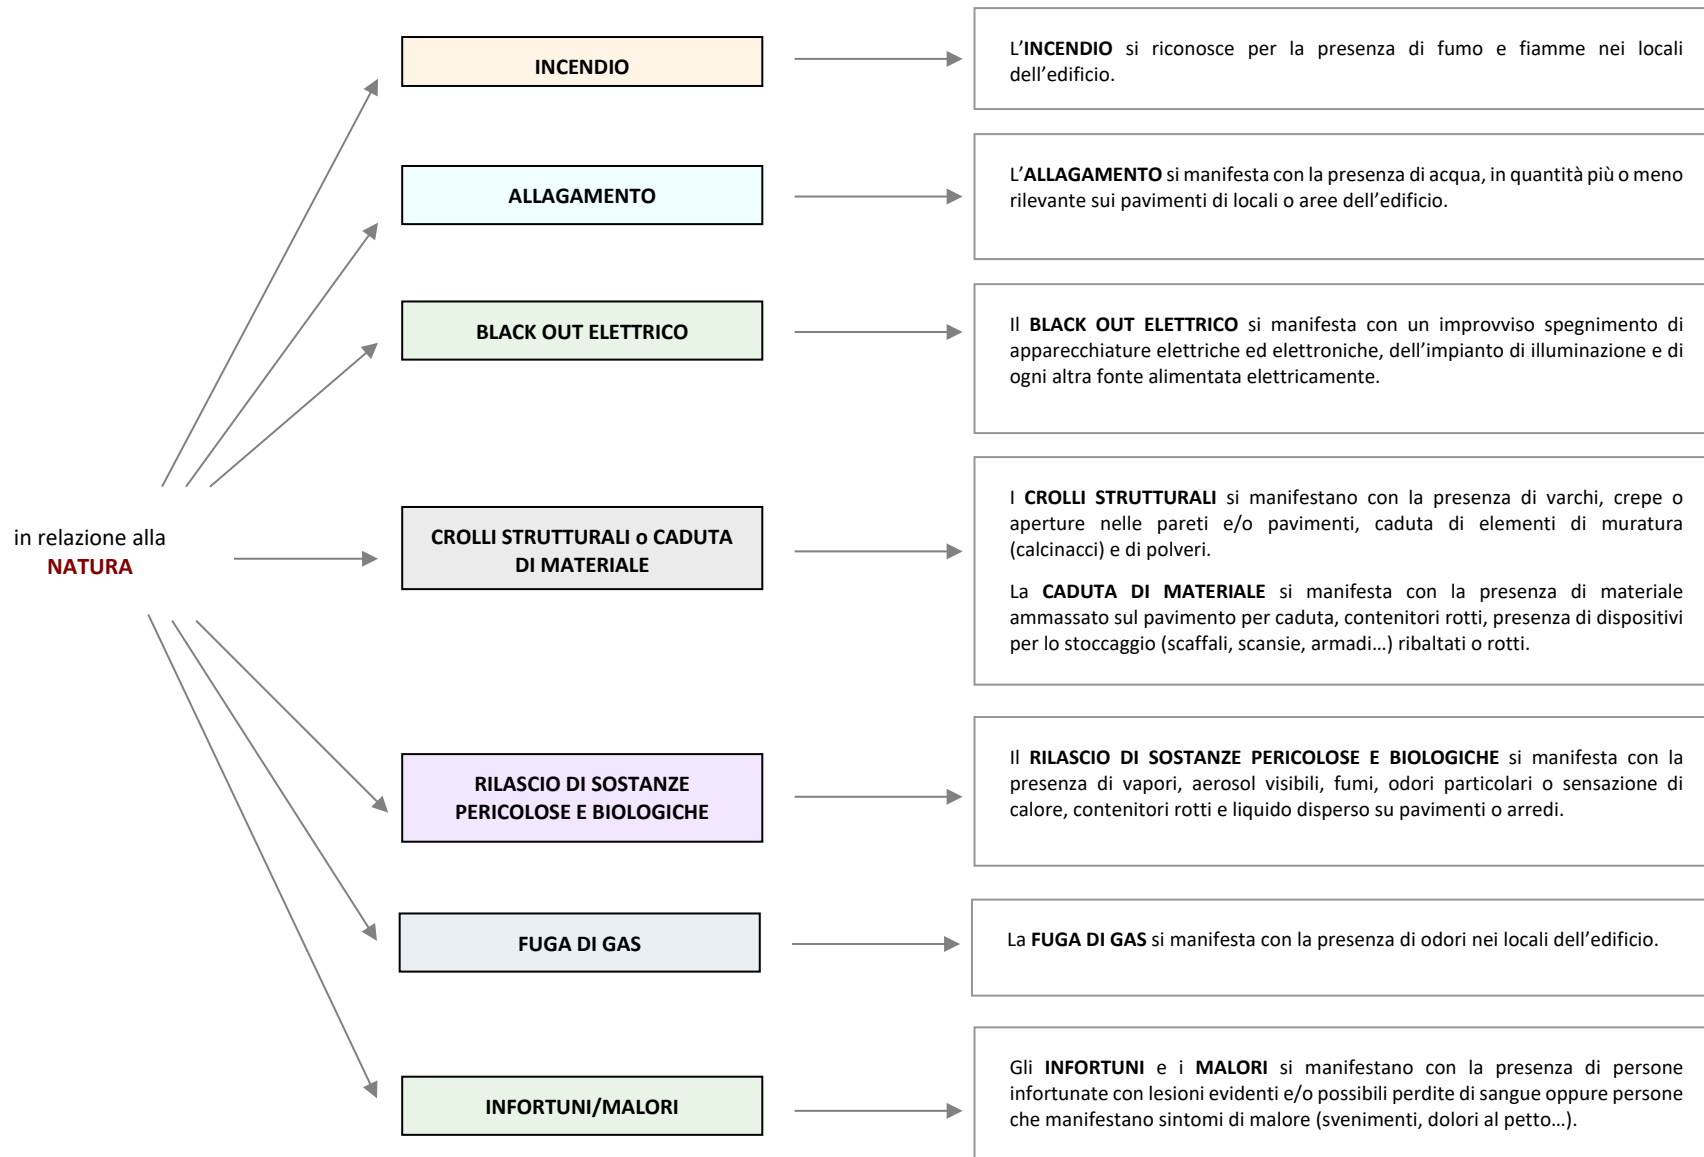 in relazione alla
NATURA
INCENDIO
L’INCENDIO si riconosce per la presenza di fumo e fiamme nei locali
dell’edificio.
ALLAGAMENTO
L’ALLAGAMENTO si manifesta con la presenza di acqua, in quantità più o meno
rilevante sui pavimenti di locali o aree dell’edificio.
BLACK OUT ELETTRICO
Il BLACK OUT ELETTRICO si manifesta con un improvviso spegnimento di
apparecchiature elettriche ed elettroniche, dell’impianto di illuminazione e di
ogni altra fonte alimentata elettricamente.
CROLLI STRUTTURALI o CADUTA
DI MATERIALE
I CROLLI STRUTTURALI si manifestano con la presenza di varchi, crepe o
aperture nelle pareti e/o pavimenti, caduta di elementi di muratura
(calcinacci) e di polveri.
La CADUTA DI MATERIALE si manifesta con la presenza di materiale
ammassato sul pavimento per caduta, contenitori rotti, presenza di dispositivi
per lo stoccaggio (scaffali, scansie, armadi…) ribaltati o rotti.
RILASCIO DI SOSTANZE
PERICOLOSE E BIOLOGICHE
Il RILASCIO DI SOSTANZE PERICOLOSE E BIOLOGICHE si manifesta con la
presenza di vapori, aerosol visibili, fumi, odori particolari o sensazione di
calore, contenitori rotti e liquido disperso su pavimenti o arredi.
FUGA DI GAS
La FUGA DI GAS si manifesta con la presenza di odori nei locali dell’edificio.
INFORTUNI/MALORI
Gli INFORTUNI e i MALORI si manifestano con la presenza di persone
infortunate con lesioni evidenti e/o possibili perdite di sangue oppure persone
che manifestano sintomi di malore (svenimenti, dolori al petto…).